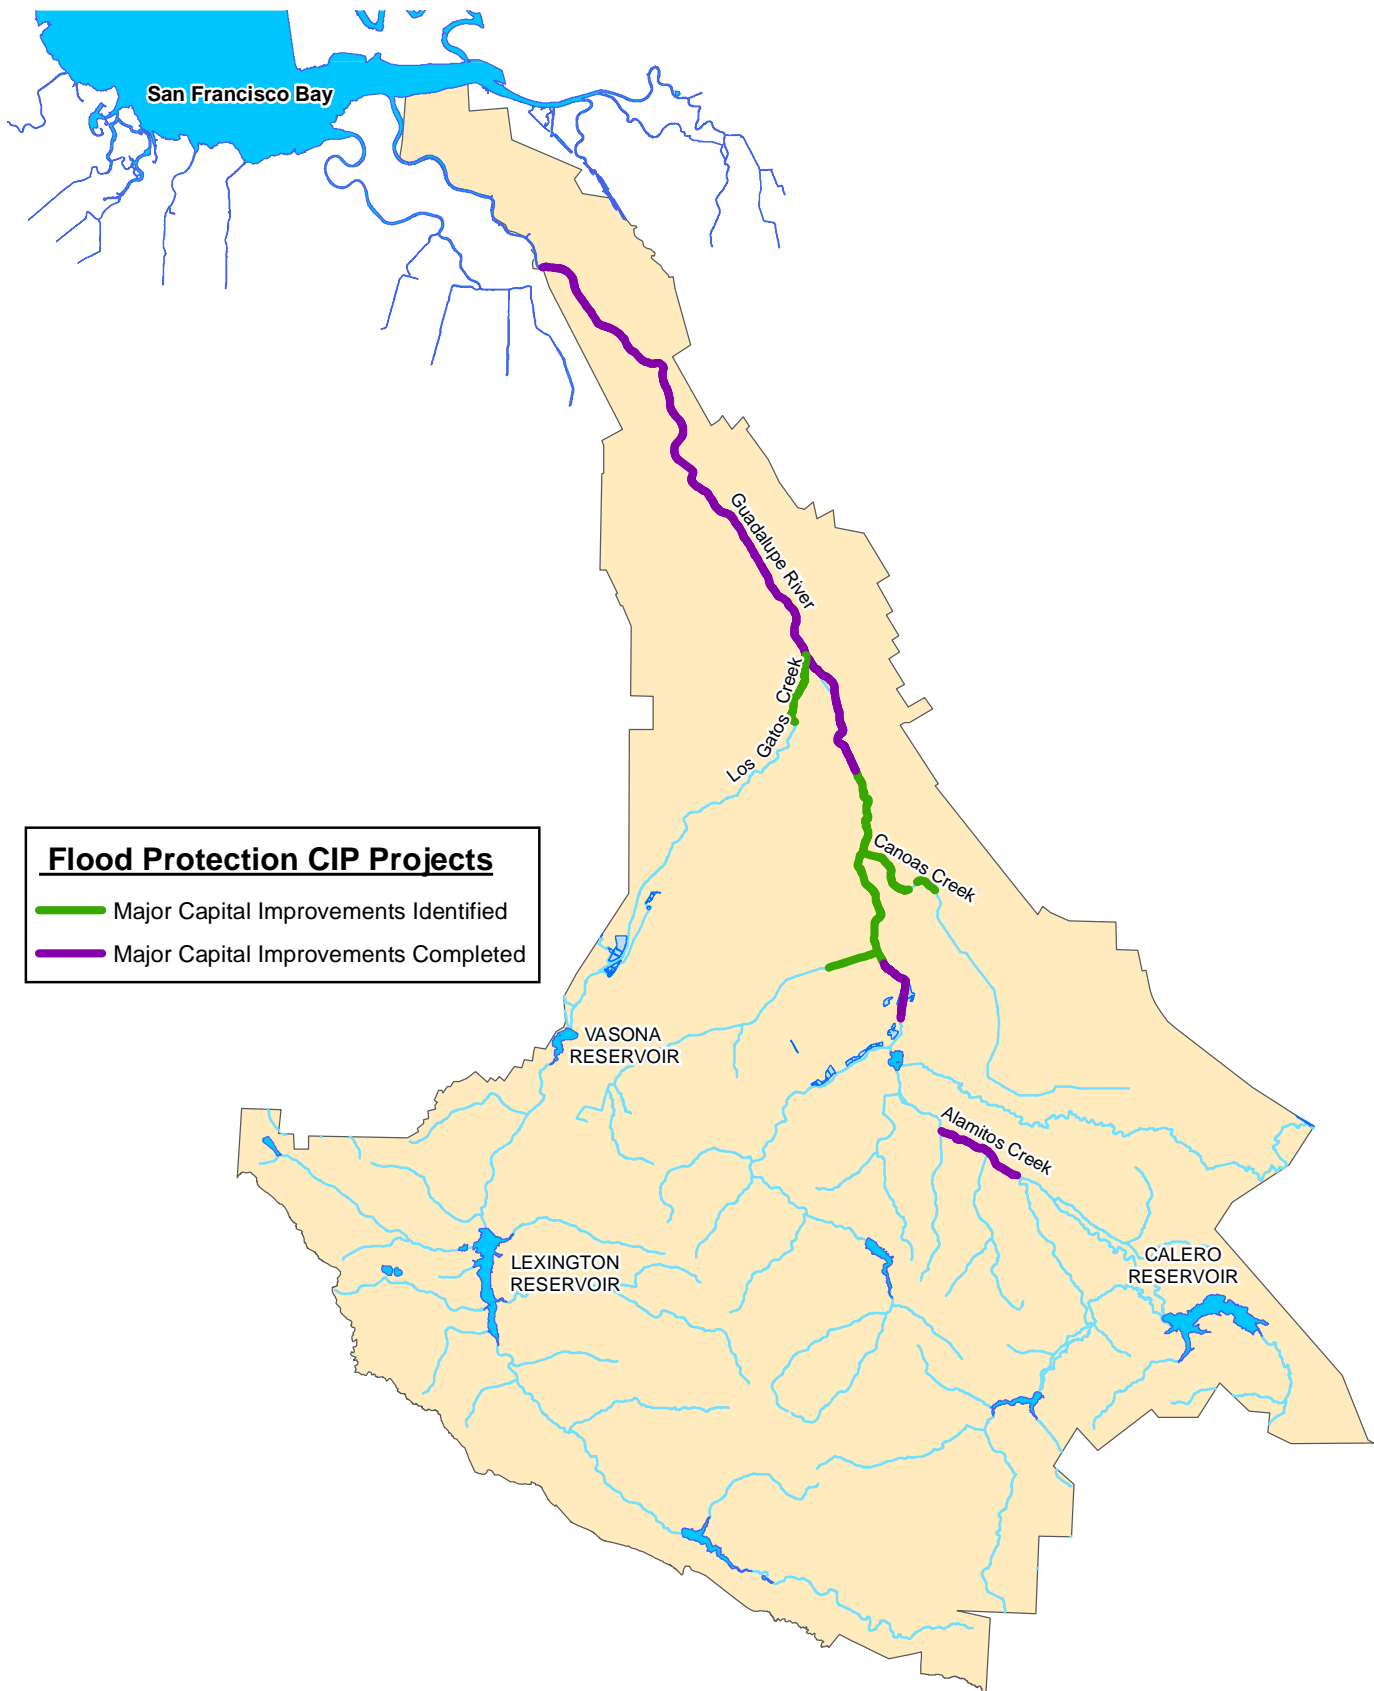 San Francisco Bay
Guadalupe River
Los Gatos Creek
Canoas Creek
Flood Protection CIP Projects
Major Capital Improvements Identified
Major Capital Improvements Completed
VASONA
RESERVOIR
Alamitos Creek
LEXINGTON
RESERVOIR
CALERO
RESERVOIR